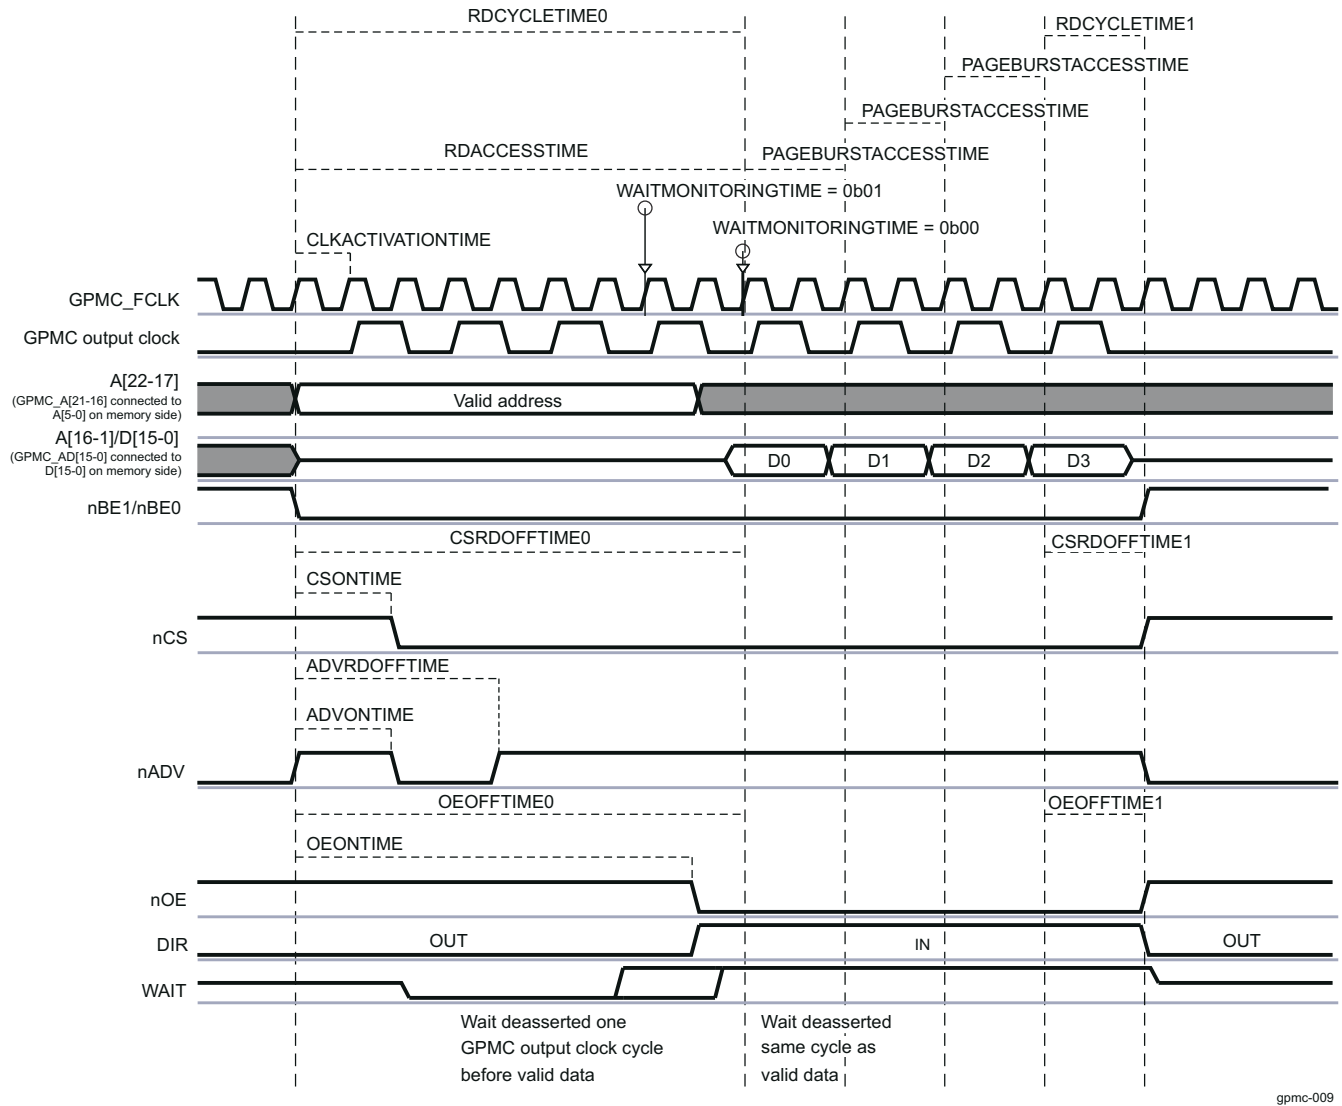 RDCYCLETIME0
RDCYCLETIME1
PAGEBURSTACCESSTIME
PAGEBURSTACCESSTIME
RDACCESSTIME
PAGEBURSTACCESSTIME
WAITMONITORINGTIME = 0b01
WAITMONITORINGTIME = 0b00
CLKACTIVATIONTIME
GPMC_FCLK
GPMC output clock
A[22-17]
(GPMC_A[21-16] connected to
A[5-0] on memory side)
Valid address
A[16-1]/D[15-0]
(GPMC_AD[15-0] connected to
D[15-0] on memory side)
D0
D1
D2
D3
nBE1/nBE0
CSRDOFFTIME0
CSRDOFFTIME1
CSONTIME
nCS
ADVRDOFFTIME
ADVONTIME
nADV
OEOFFTIME0
OEOFFTIME1
OEONTIME
nOE
DIR
OUT
IN
OUT
WAIT
Wait deasserted one
GPMC output clock cycle
before valid data
Wait deasserted
same cycle as
valid data
gpmc-009